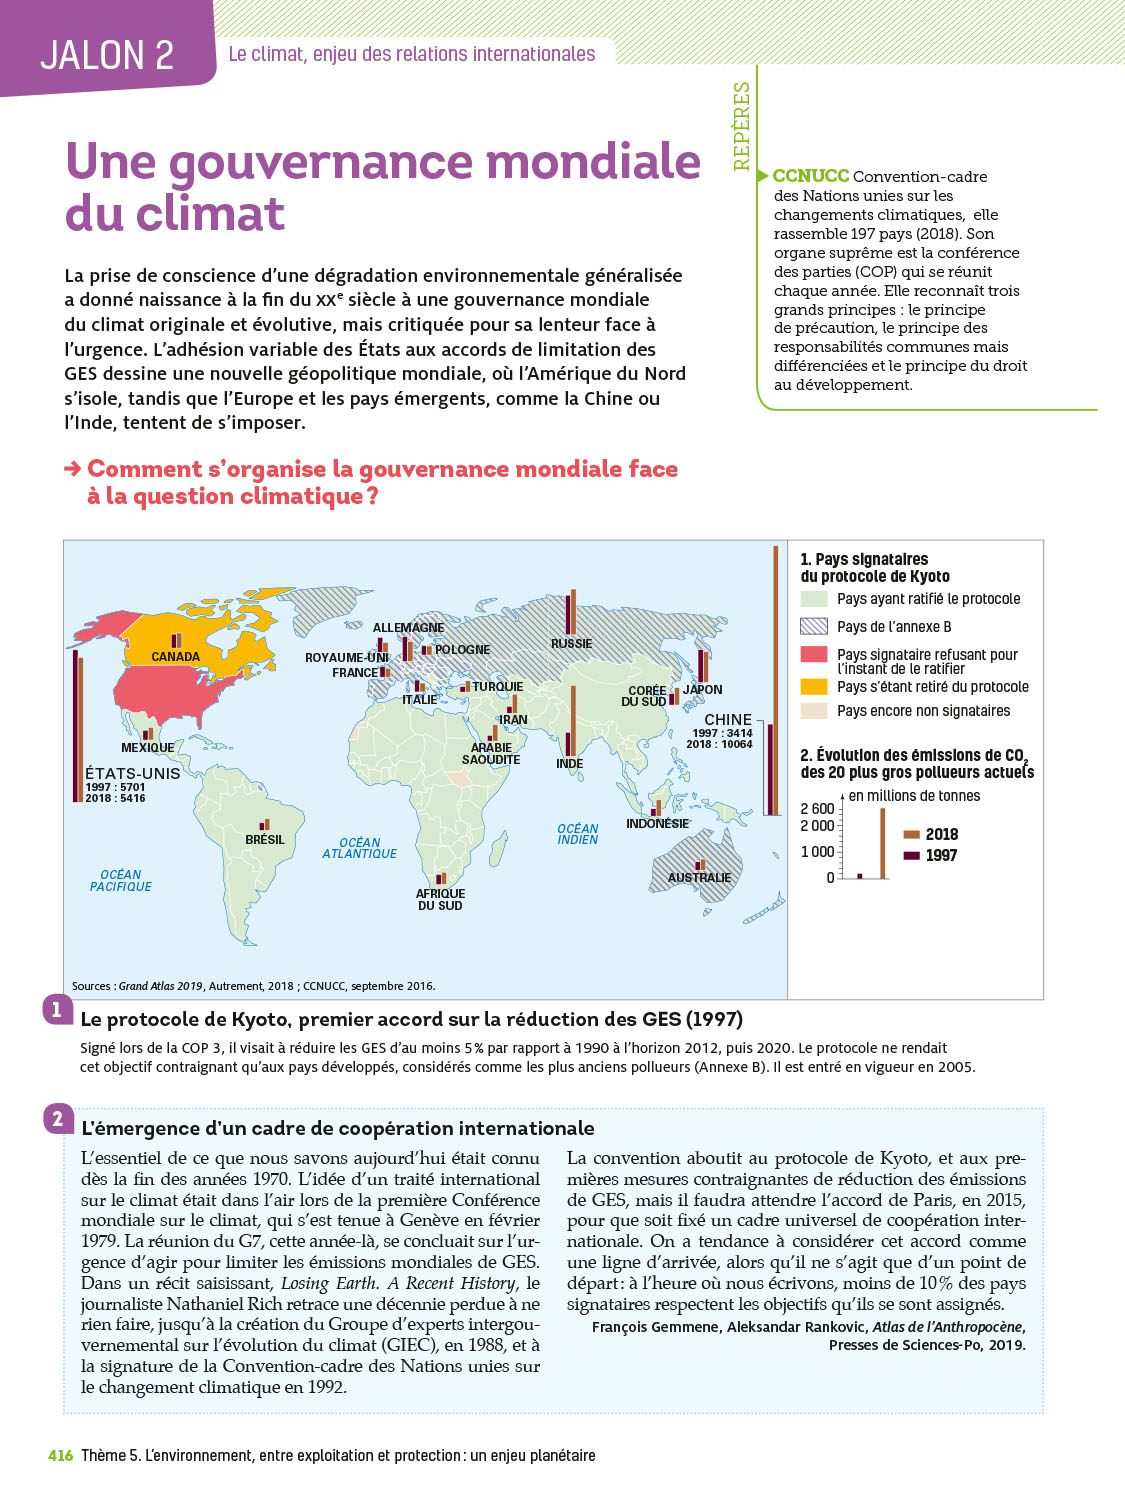 JALON 2
Le climat, enjeu des relations internationales
Une gouvernance mondiale
du climat
La prise de conscience d’une dégradation environnementale généralisée
a donné naissance à la fin du XXe siècle à une gouvernance mondiale
du climat originale et évolutive, mais critiquée pour sa lenteur face à
l’urgence. L’adhésion variable des États aux accords de limitation des
GES dessine une nouvelle géopolitique mondiale, où l’Amérique du Nord
s’isole, tandis que l’Europe et les pays émergents, comme la Chine ou
l’Inde, tentent de s’imposer.
→ Comment s’organise la gouvernance mondiale face
à la question climatique ?
REPÈRES
CCNUCC Convention-cadre
des Nations unies sur les
changements climatiques, elle
rassemble 197 pays (2018). Son
organe suprême est la conférence
des parties (COP) qui se réunit
chaque année. Elle reconnaît trois
grands principes : le principe
de précaution, le principe des
responsabilités communes mais
différenciées et le principe du droit
au développement.
CANADA
ALLEMAGNE
ROYAUME-UNI
POLOGNE
FRANCE
RUSSIE
ITALIE
TURQUIE
CORÉE
DU SUD
JAPON
IRAN
CHINE
1997 : 3414
2018 : 10064
MEXIQUE
ARABIE
SAOUDITE
INDE
ÉTATS-UNIS
1997 : 5701
2018 : 5416
BRÉSIL
OCÉAN
ATLANTIQUE
OCÉAN
INDIEN
INDONÉSIE
OCÉAN
PACIFIQUE
AFRIQUE
DU SUD
AUSTRALIE
Sources : Grand Atlas 2019, Autrement, 2018 ; CCNUCC, septembre 2016.
1. Pays signataires
du protocole de Kyoto
Pays ayant ratifié le protocole
Pays de l’annexe B
Pays signataire refusant pour
l’instant de le ratifier
Pays s’étant retiré du protocole
Pays encore non signataires
2. Évolution des émissions de CO2
des 20 plus gros pollueurs actuels
en millions de tonnes
2 600
2 000
1 000
0
2018
1997
1
Le protocole de Kyoto, premier accord sur la réduction des GES (1997)
Signé lors de la COP 3, il visait à réduire les GES d’au moins 5 % par rapport à 1990 à l’horizon 2012, puis 2020. Le protocole ne rendait
cet objectif contraignant qu’aux pays développés, considérés comme les plus anciens pollueurs (Annexe B). Il est entré en vigueur en 2005.
2
L’émergence d’un cadre de coopération internationale
L’essentiel de ce que nous savons aujourd’hui était connu
dès la fin des années 1970. L’idée d’un traité international
sur le climat était dans l’air lors de la première Conférence
mondiale sur le climat, qui s’est tenue à Genève en février
1979. La réunion du G7, cette année-là, se concluait sur l’ur-
gence d’agir pour limiter les émissions mondiales de GES.
Dans un récit saisissant, Losing Earth. A Recent History, le
journaliste Nathaniel Rich retrace une décennie perdue à ne
rien faire, jusqu’à la création du Groupe d’experts intergou-
vernemental sur l’évolution du climat (GIEC), en 1988, et à
la signature de la Convention-cadre des Nations unies sur
le changement climatique en 1992.
La convention aboutit au protocole de Kyoto, et aux pre-
mières mesures contraignantes de réduction des émissions
de GES, mais il faudra attendre l’accord de Paris, en 2015,
pour que soit fixé un cadre universel de coopération inter-
nationale. On a tendance à considérer cet accord comme
une ligne d’arrivée, alors qu’il ne s’agit que d’un point de
départ : à l’heure où nous écrivons, moins de 10 % des pays
signataires respectent les objectifs qu’ils se sont assignés.
François Gemmene, Aleksandar Rankovic, Atlas de l’Anthropocène,
Presses de Sciences-Po, 2019.
416 Thème 5. L’environnement, entre exploitation et protection : un enjeu planétaire